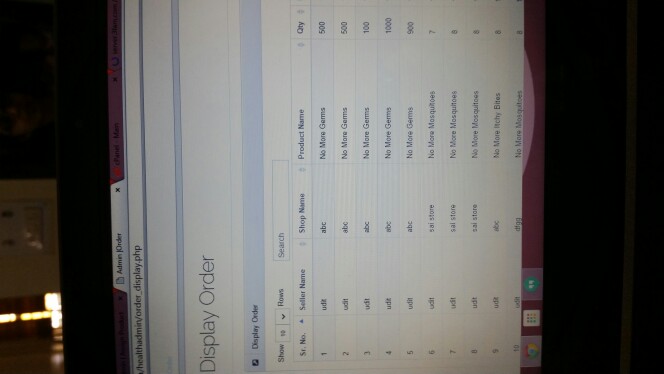 cPanel - Main
Admin |Order
/healthadmin/order_display.php
Display Order
Display Order
Show 10 Rows Search
Sr. No. Seller Name Shop Name Product Name Qty
1 udit abc No More Germs 500
2 udit abc No More Germs 500
3 udit abc No More Germs 100
4 udit abc No More Germs 1000
5 udit abc No More Germs 900
6 udit sai store No More Mosquitoes 7
7 udit sai store No More Mosquitoes
8 udit sai store No More Mosquitoes 8
9 udit abc No More Itchy Bites 8
10 udit No More Mosquitoes 8